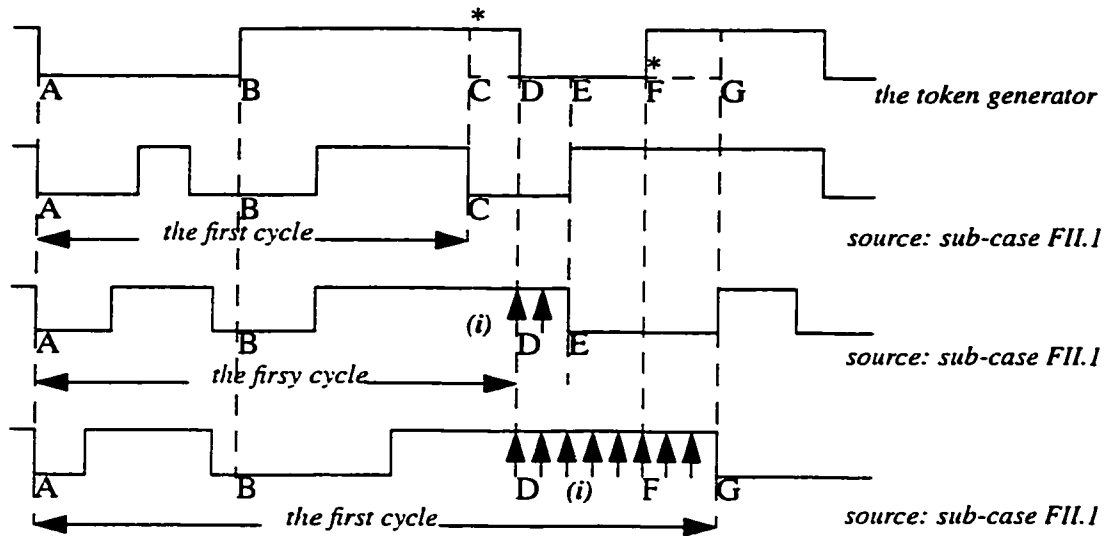 *
A B C D E *F G
the token generator
A B C
the first cycle
source: sub-case FII.1
(i)
A B D E
the firsy cycle
source: sub-case FII.1
A B D (i) F G
the first cycle
source: sub-case FII.1